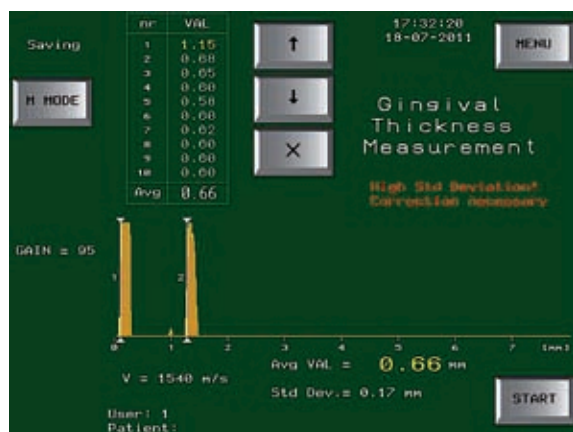 Saving
M MODE
nr VAL
1 1.15
2 0.60
3 0.65
4 0.60
5 0.58
6 0.60
7 0.62
8 0.60
9 0.60
10 0.60
Avg 0.66
↑
↓
×
17:32:20
18-07-2011
MENU
Gingival
Thickness
Measurement
High Std Deviation!
Correction necessary
GAIN = 95
1 2
0 1 2 3 4 5 6 7 [mm]
V = 1540 m/s
Avg VAL = 0.66 mm
Std Dev.= 0.17 mm
START
User: 1
Patient: